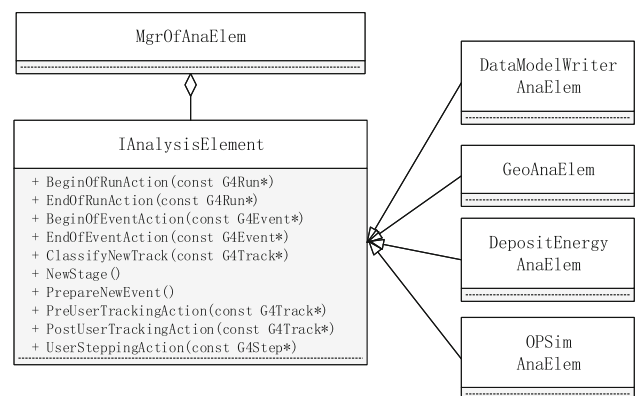 MgrOfAnaElem
IAnalysisElement
+ BeginOfRunAction(const G4Run*)
+ EndOfRunAction(const G4Run*)
+ BeginOfEventAction(const G4Event*)
+ EndOfEventAction(const G4Event*)
+ ClassifyNewTrack(const G4Track*)
+ NewStage()
+ PrepareNewEvent()
+ PreUserTrackingAction(const G4Track*)
+ PostUserTrackingAction(const G4Track*)
+ UserSteppingAction(const G4Step*)
DataModelWriter
AnaElem
GeoAnaElem
DepositEnergy
AnaElem
OPSim
AnaElem